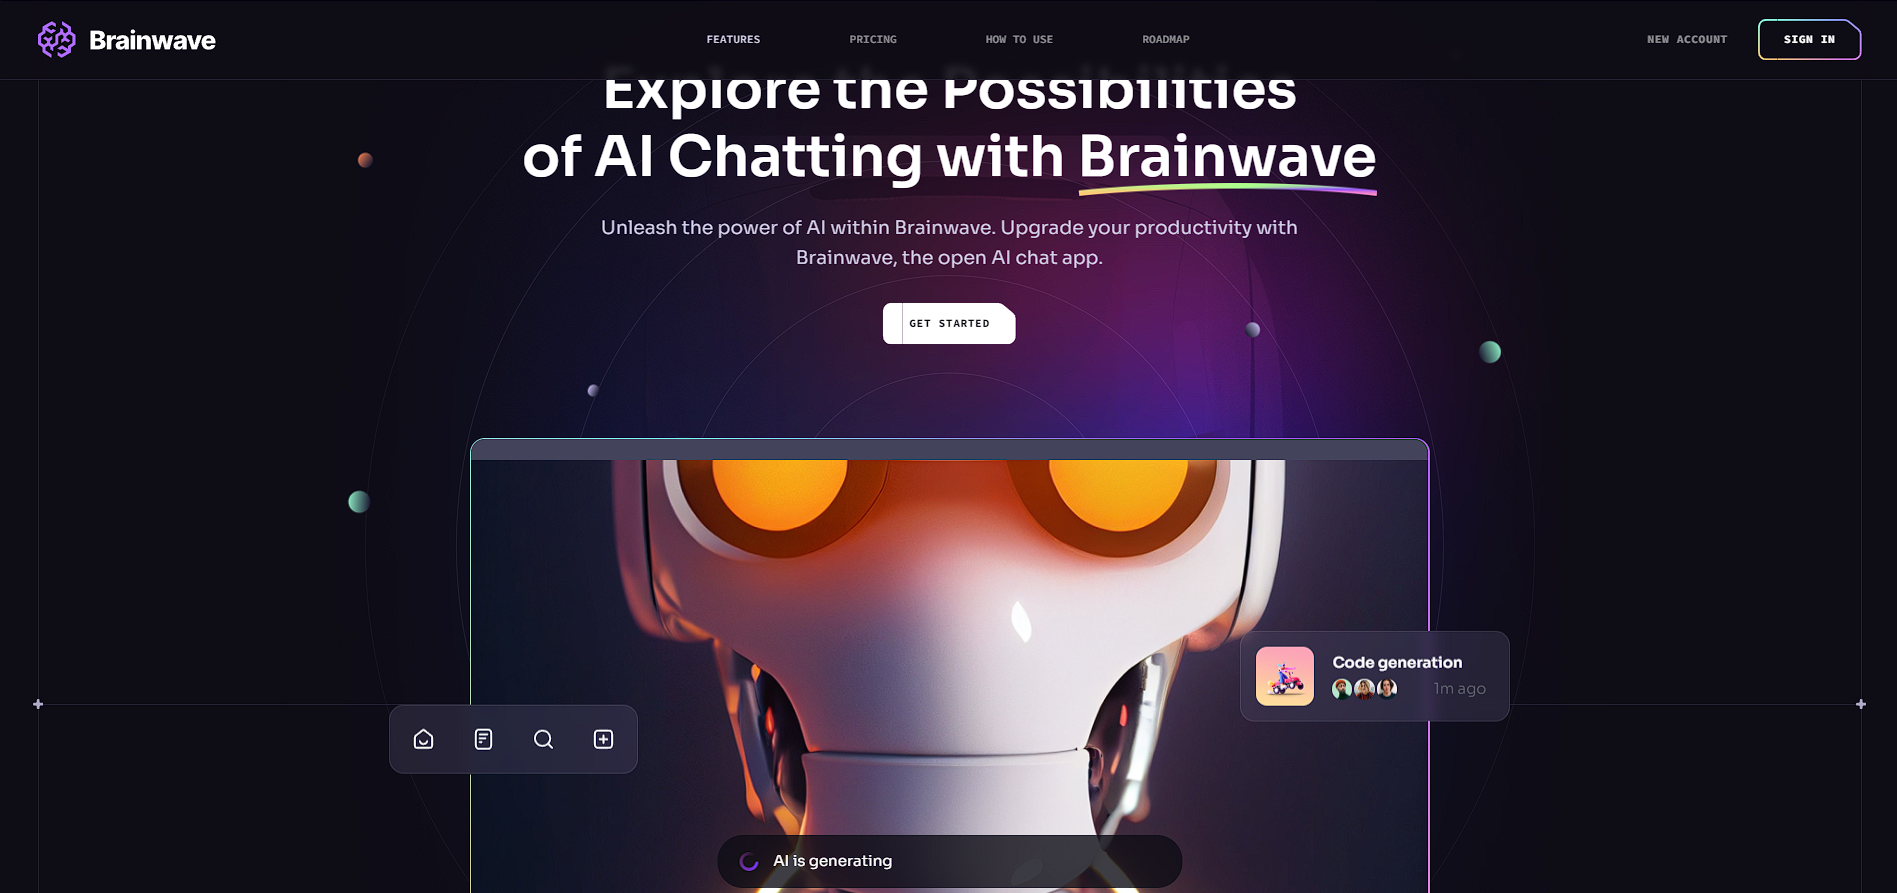 Brainwave
FEATURES
PRICING
HOW TO USE
ROADMAP
NEW ACCOUNT
SIGN IN
Explore the Possibilities
of AI Chatting with Brainwave
Unleash the power of AI within Brainwave. Upgrade your productivity with
Brainwave, the open AI chat app.
GET STARTED
Code generation
1m ago
AI is generating